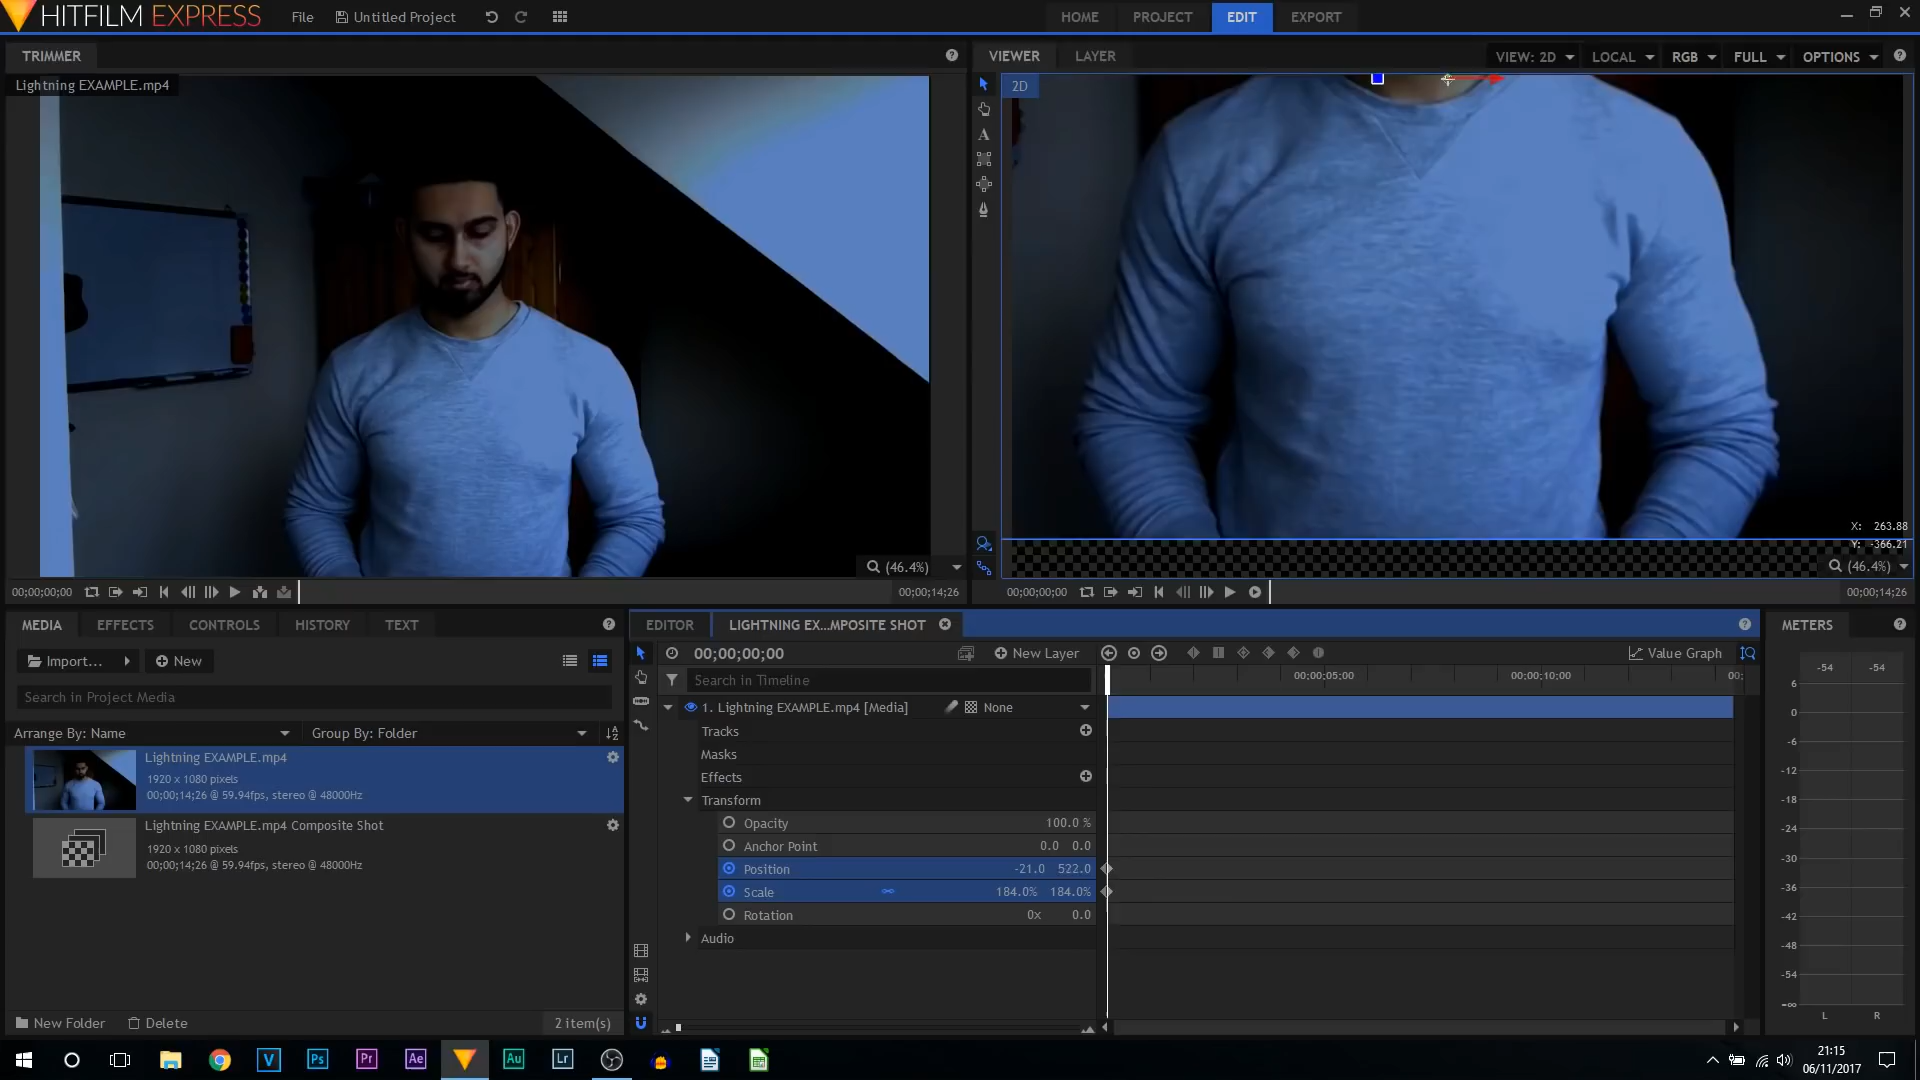 HITFILM EXPRESS
File
Untitled Project
HOME
PROJECT
EDIT
EXPORT
TRIMMER
Lightning EXAMPLE.mp4
(46.4%)
00;00;00;00
00;00;14;26
VIEWER
LAYER
VIEW: 2D
LOCAL
RGB
FULL
OPTIONS
2D
A
X: 263.88
Y: -366.21
(46.4%)
00;00;00;00
00;00;14;26
MEDIA
EFFECTS
CONTROLS
HISTORY
TEXT
Import...
New
Search in Project Media
Arrange By: Name
Group By: Folder
Lightning EXAMPLE.mp4
1920 x 1080 pixels
00;00;14;26 @ 59.94fps, stereo @ 48000Hz
Lightning EXAMPLE.mp4 Composite Shot
1920 x 1080 pixels
00;00;14;26 @ 59.94fps, stereo @ 48000Hz
New Folder
Delete
2 item(s)
EDITOR
LIGHTNING EX...MPOSITE SHOT
00;00;00;00
New Layer
Value Graph
Search in Timeline
00;00;05;00
00;00;10;00
00;
1. Lightning EXAMPLE.mp4 [Media]
None
Tracks
Masks
Effects
Transform
Opacity 100.0 %
Anchor Point 0.0 0.0
Position -21.0 522.0
Scale 184.0% 184.0%
Rotation 0x 0.0
Audio
METERS
-54 -54
6
0
-6
-12
-18
-24
-30
-36
-42
-48
-54
-∞
L R
V
Ps
Pr
Ae
Au
Lr
21:15
06/11/2017